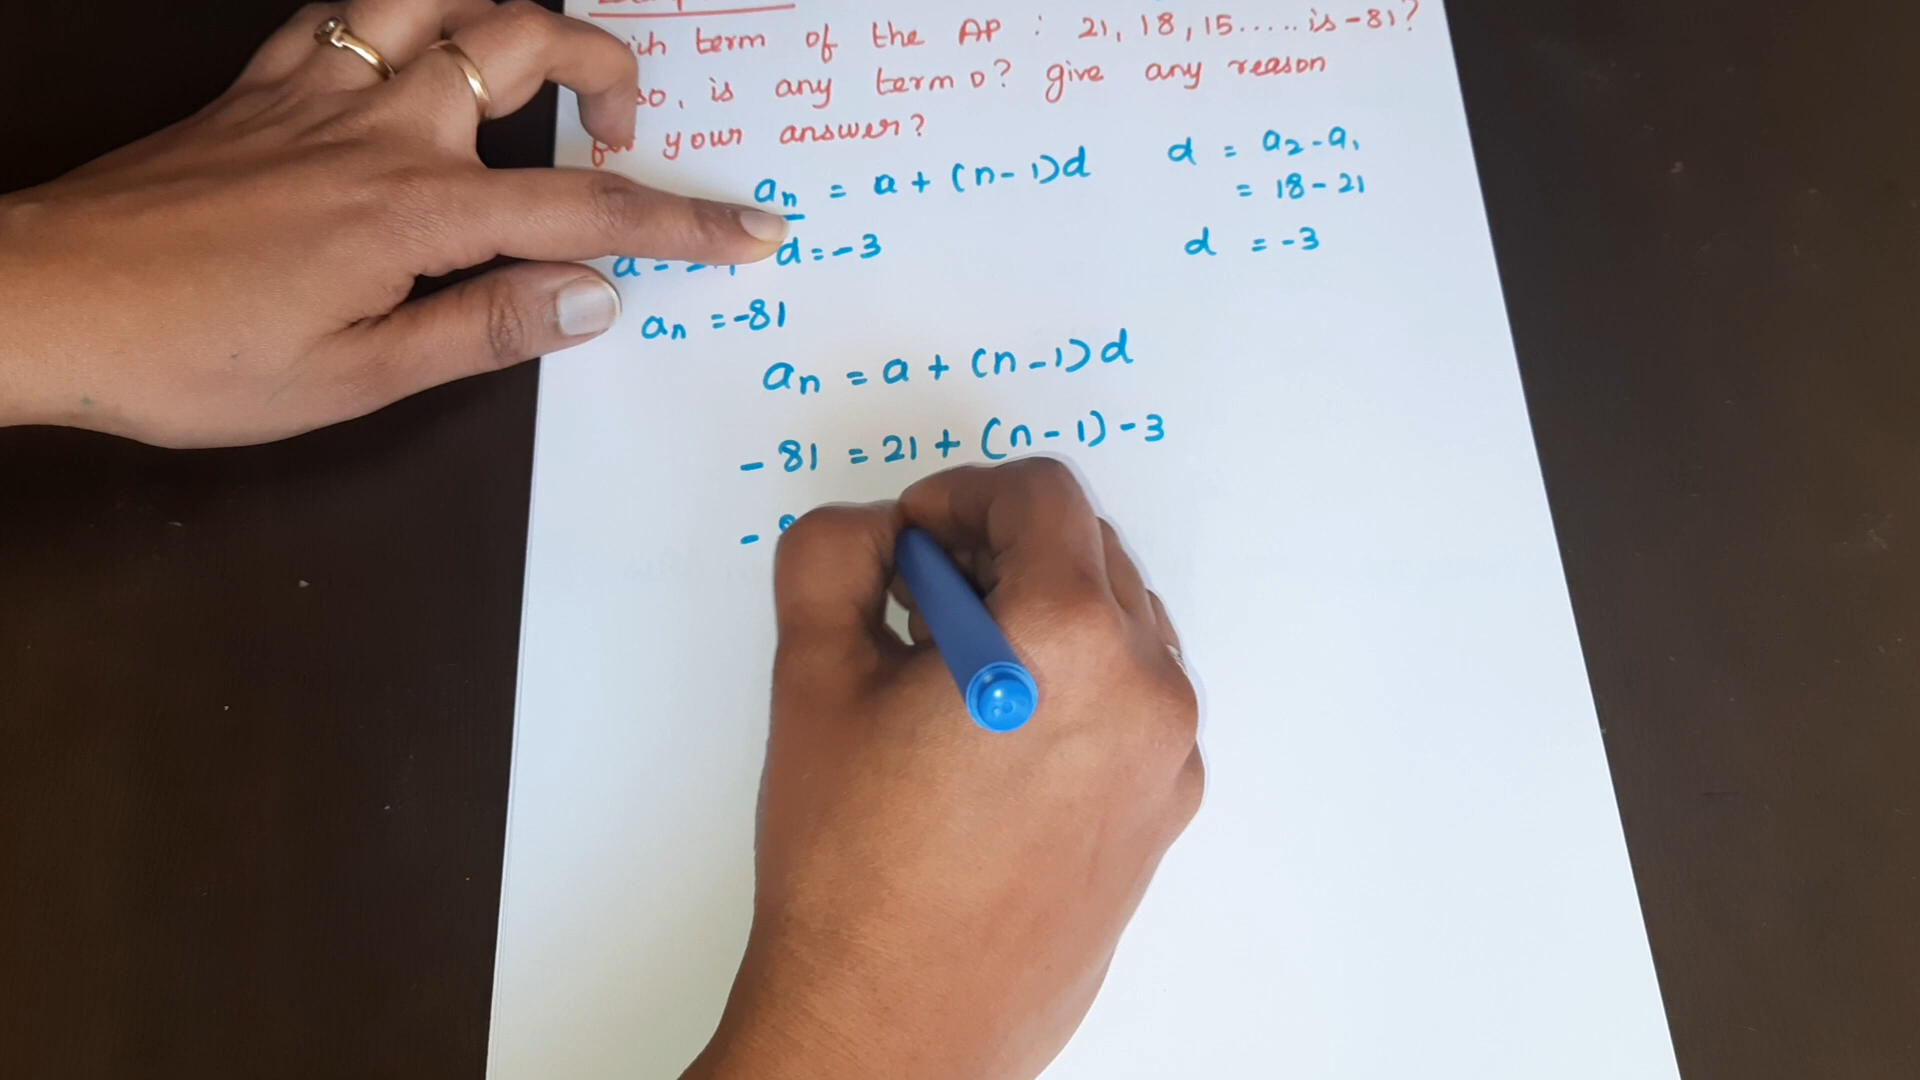 term of the AP : 21, 18, 15..... is -81?
is any term 0? give any reason
your answer?
an = a + (n-1)d
d = a2 - a1
= 18 - 21
d = -3
d = -3
an = -81
an = a + (n-1) d
- 81 = 21 + (n - 1) - 3
-